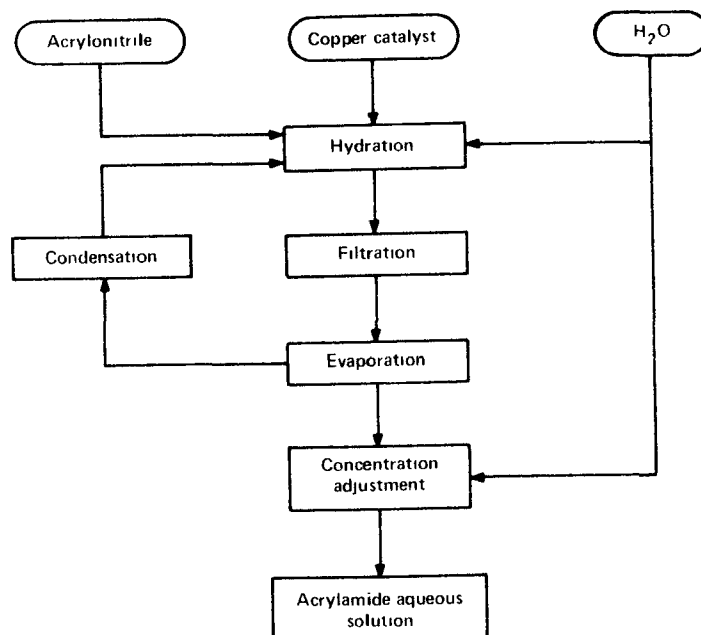 Acrylonitrile
Copper catalyst
H2O
Hydration
Condensation
Filtration
Evaporation
Concentration
adjustment
Acrylamide aqueous
solution